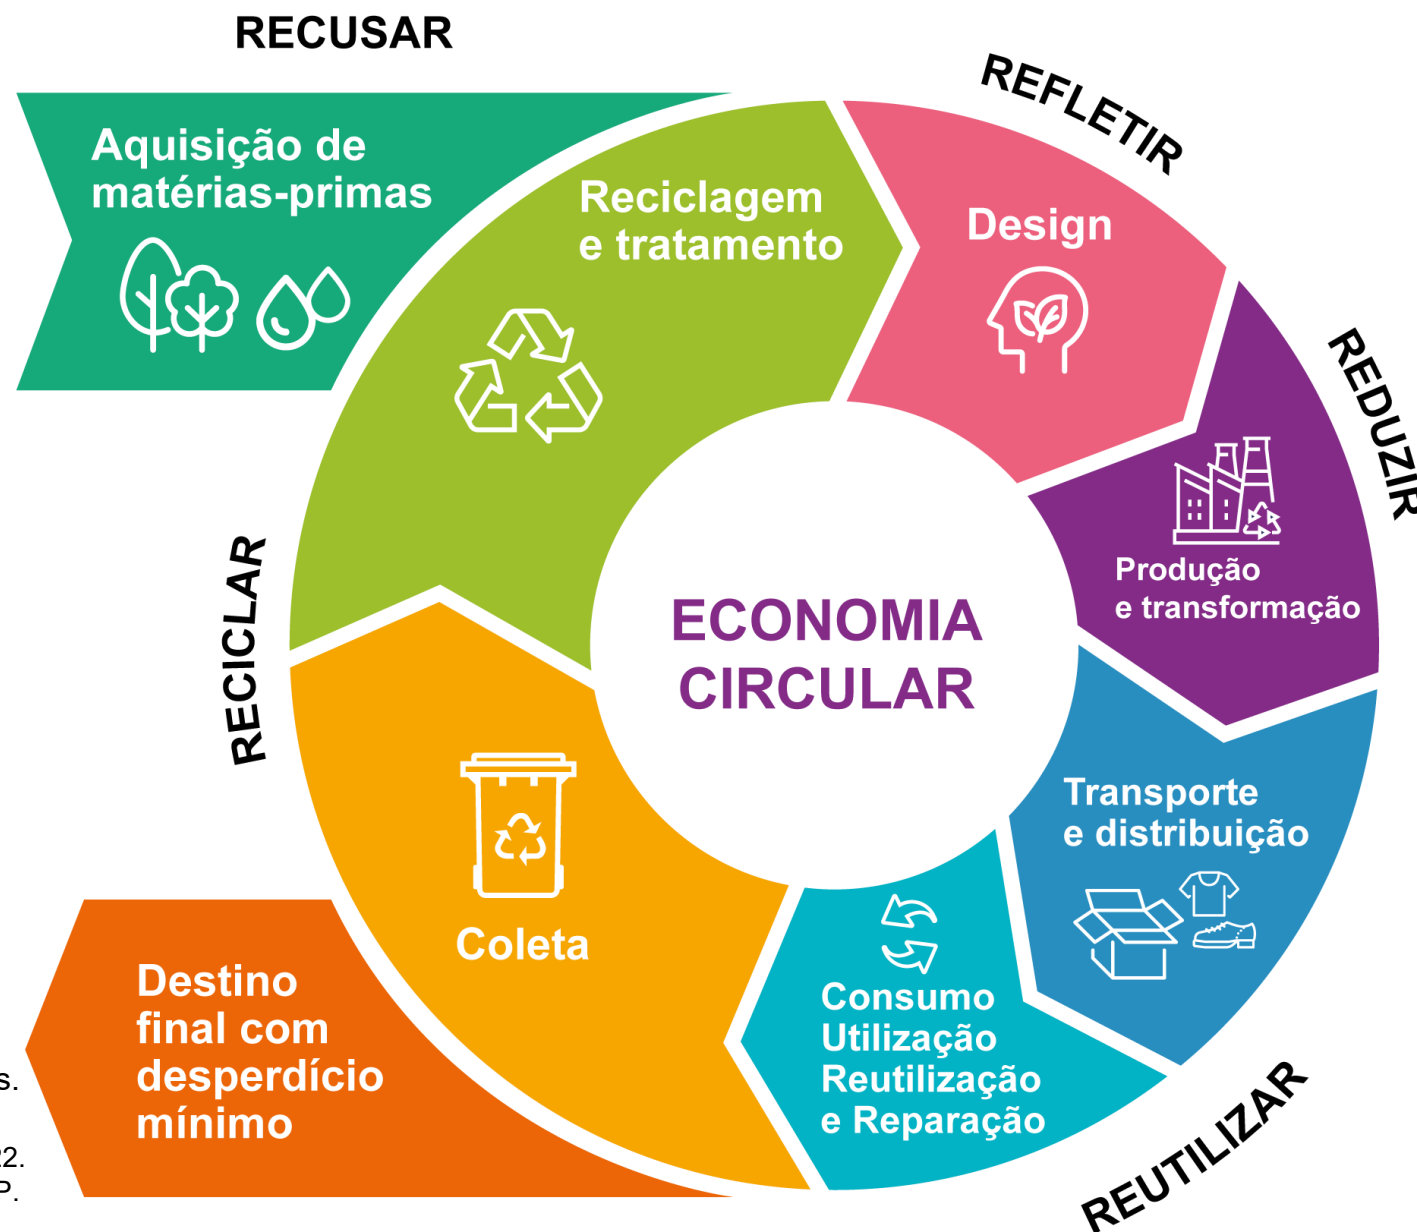 RECUSAR
REFLETIR
Aquisição de
matérias-primas
Reciclagem
e tratamento
Design
REDUZIR
Produção
e transformação
RECICLAR
ECONOMIA
CIRCULAR
Transporte
e distribuição
Coleta
Consumo
Utilização
Reutilização
e Reparação
Destino
final com
desperdício
mínimo
REUTILIZAR
s.
22.
P.